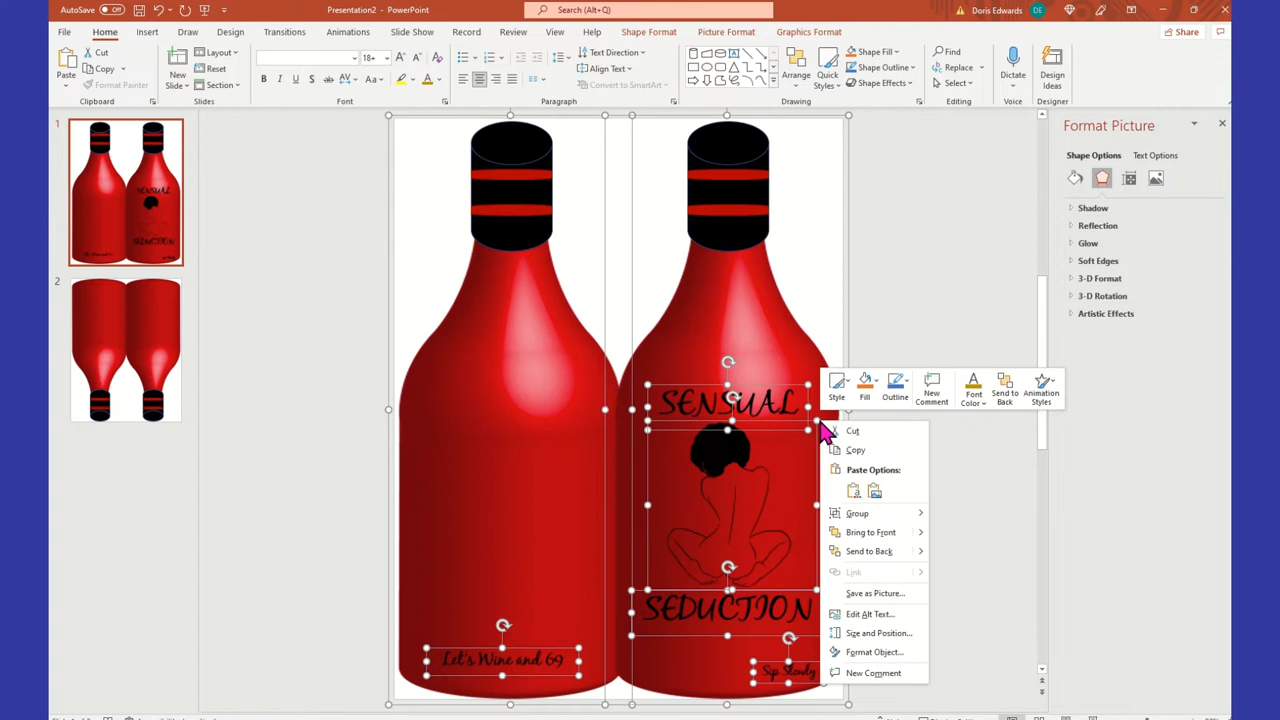 AutoSave Off
Presentation2 - PowerPoint
Search (Alt+Q)
Doris Edwards DE
File Home Insert Draw Design Transitions Animations Slide Show Record Review View Help Shape Format Picture Format Graphics Format Share
Paste Cut Copy Format Painter
Clipboard
New Slide Layout Reset Section
Slides
18+
Font
Text Direction Align Text Convert to SmartArt
Paragraph
Arrange Quick Styles Shape Fill Shape Outline Shape Effects
Drawing
Find Replace Select
Editing
Dictate
Voice
Design Ideas
Designer
1
2
SENSUAL
SEDUCTION
Let's Wine and 69
Sip Slowly
Style Fill Outline New Comment Font Color Send to Back Animation Styles
Cut
Copy
Paste Options:
Group
Bring to Front
Send to Back
Link
Save as Picture...
Edit Alt Text...
Size and Position...
Format Object...
New Comment
Format Picture
Shape Options Text Options
Shadow
Reflection
Glow
Soft Edges
3-D Format
3-D Rotation
Artistic Effects